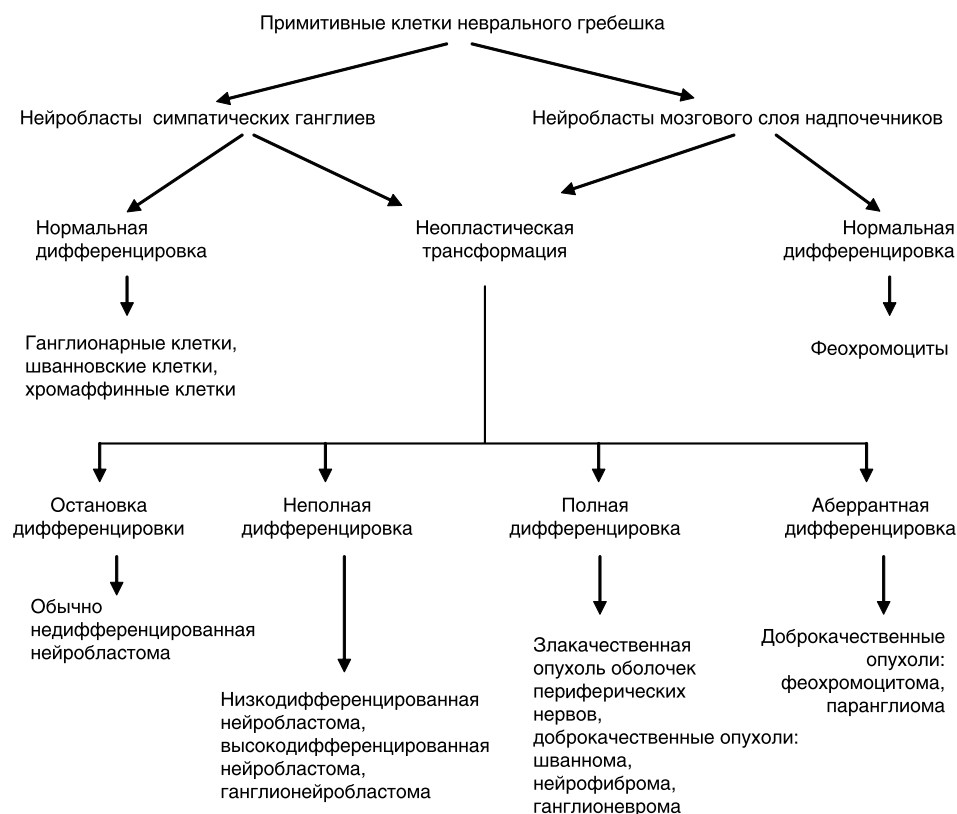 Примитивные клетки неврального гребешка
Нейробласты симпатических ганглиев
Нейробласты мозгового слоя надпочечников
Нормальная
дифференцировка
Неопластическая
трансформация
Нормальная
дифференцировка
Ганглионарные клетки,
шванновские клетки,
хромаффинные клетки
Феохромоциты
Остановка
дифференцировки
Неполная
дифференцировка
Полная
дифференцировка
Аберрантная
дифференцировка
Обычно
недифференцированная
нейробластома
Низкодифференцированная
нейробластома,
высокодифференцированная
нейробластома,
ганглионейробластома
Злакачественная
опухоль оболочек
периферических
нервов,
доброкачественные опухоли:
шваннома,
нейрофиброма,
ганглионеврома
Доброкачественные
опухоли:
феохромоцитома,
паранглиома